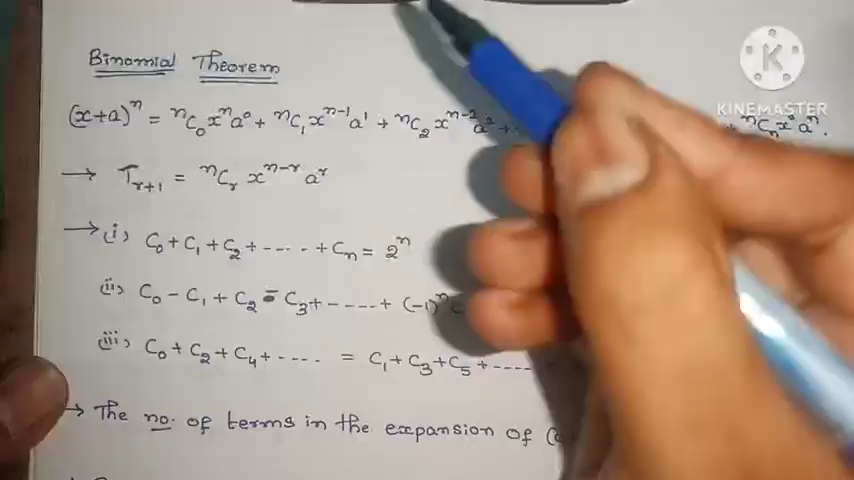 K
KINEMASTER
Binomial Theorem
(x+a)ⁿ = ⁿC₀xⁿa⁰ + ⁿC₁xⁿ⁻¹a¹ + ⁿC₂xⁿ⁻²a² + ⁿCₙx⁰aⁿ.
→ Tᵣ₊₁ = ⁿCᵣ xⁿ⁻ʳ aʳ
→ (i) C₀ + C₁ + C₂ + ..... + Cₙ = 2ⁿ
(ii) C₀ - C₁ + C₂ - C₃ + ..... + (-1)ⁿ
(iii) C₀ + C₂ + C₄ + ..... = C₁ + C₃ + C₅ + .....
→ The no. of terms in the expansion of (